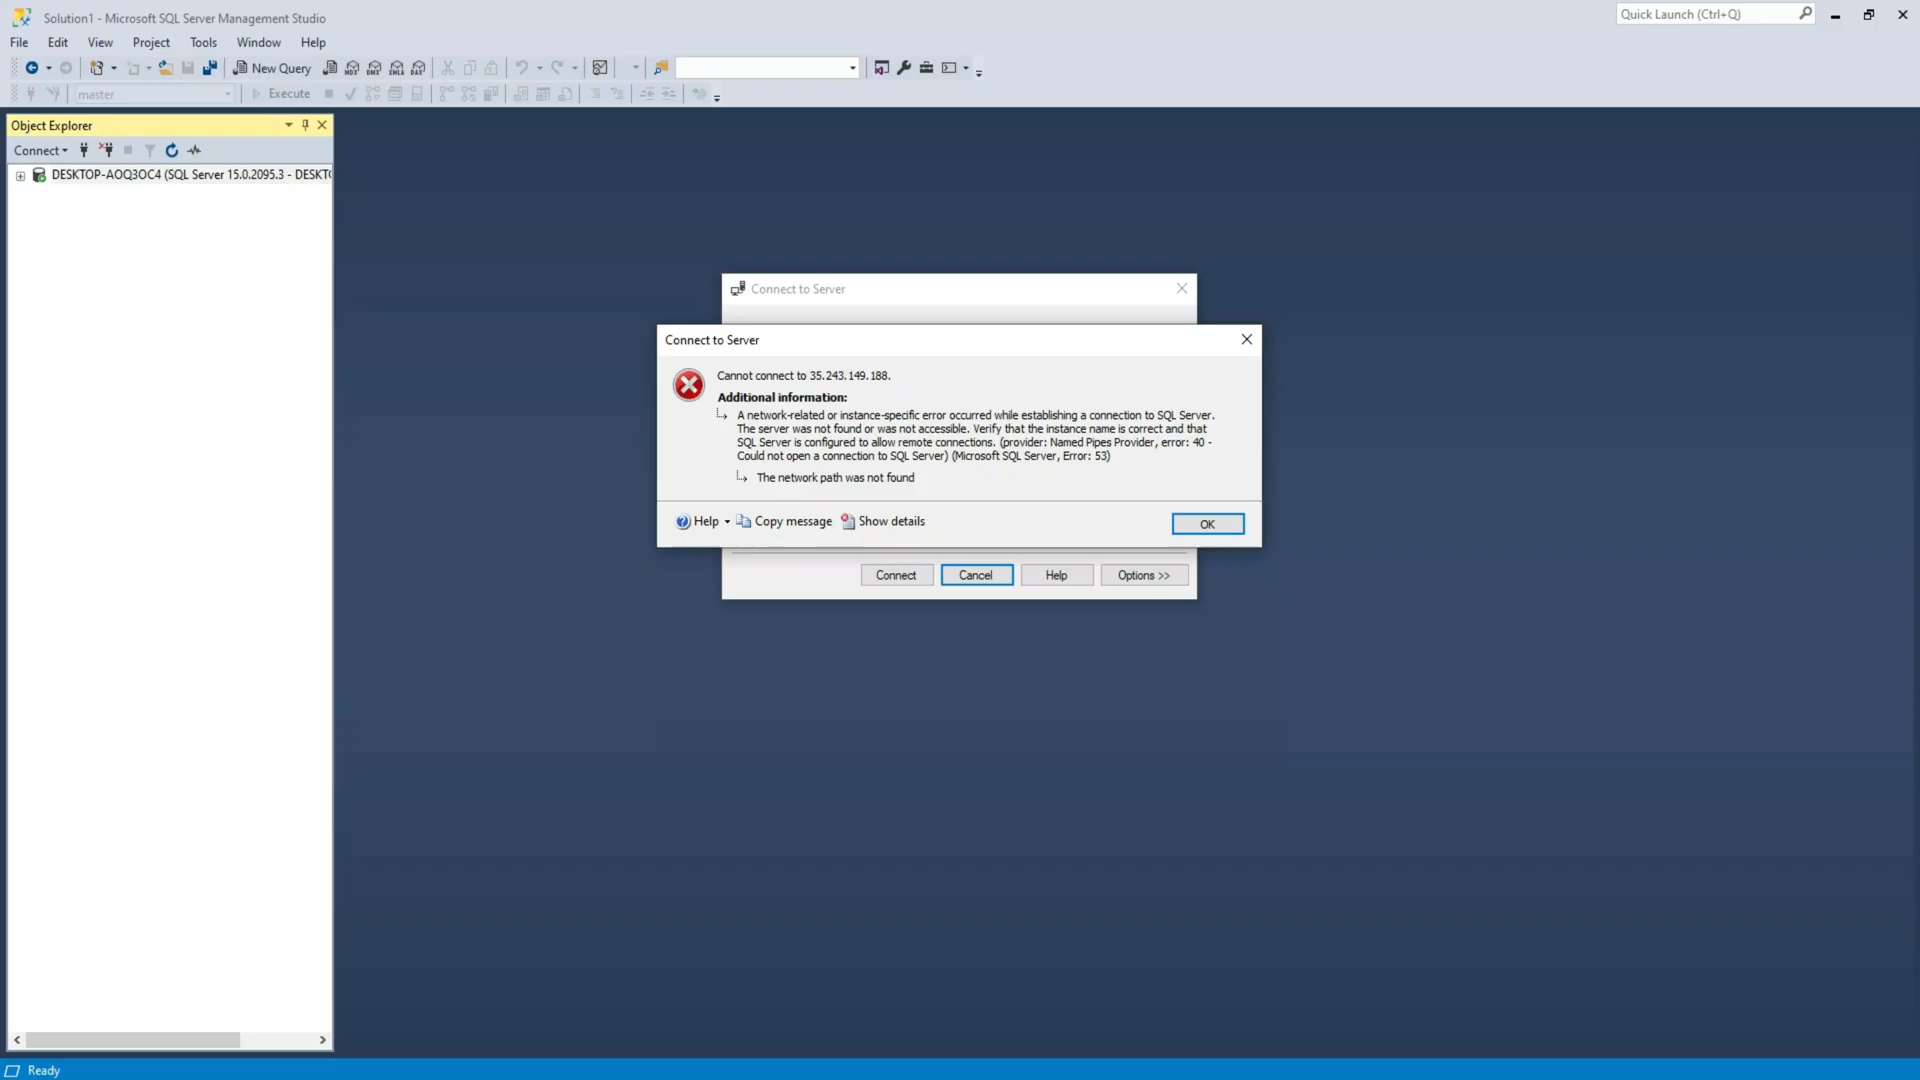 Solution1 - Microsoft SQL Server Management Studio
Quick Launch (Ctrl+Q)
File Edit View Project Tools Window Help
New Query MDX DMX XMLA DAX
master Execute
Object Explorer
Connect
DESKTOP-AOQ3OC4 (SQL Server 15.0.2095.3 - DESKT
Connect to Server
Connect to Server
Cannot connect to 35.243.149.188.
Additional information:
A network-related or instance-specific error occurred while establishing a connection to SQL Server.
The server was not found or was not accessible. Verify that the instance name is correct and that
SQL Server is configured to allow remote connections. (provider: Named Pipes Provider, error: 40 -
Could not open a connection to SQL Server) (Microsoft SQL Server, Error: 53)
The network path was not found
Help Copy message Show details OK
Connect Cancel Help Options >>
Ready